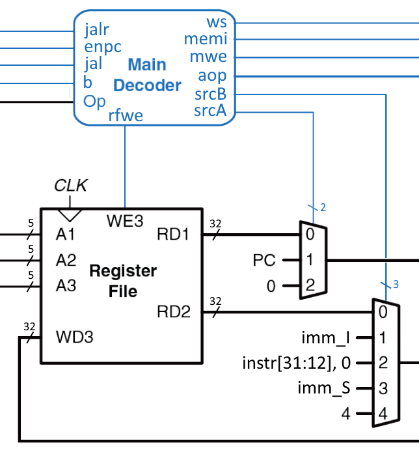 jalr
enpc
jal
b
Op
Main
Decoder
rfwe
ws
memi
mwe
aop
srcB
srcA
2
CLK
WE3
5
A1
5
A2
5
A3
Register
File
RD1
32
RD2
32
32
WD3
0
PC
1
0
2
3
0
imm_I
1
instr[31:12], 0
2
imm_S
3
4
4